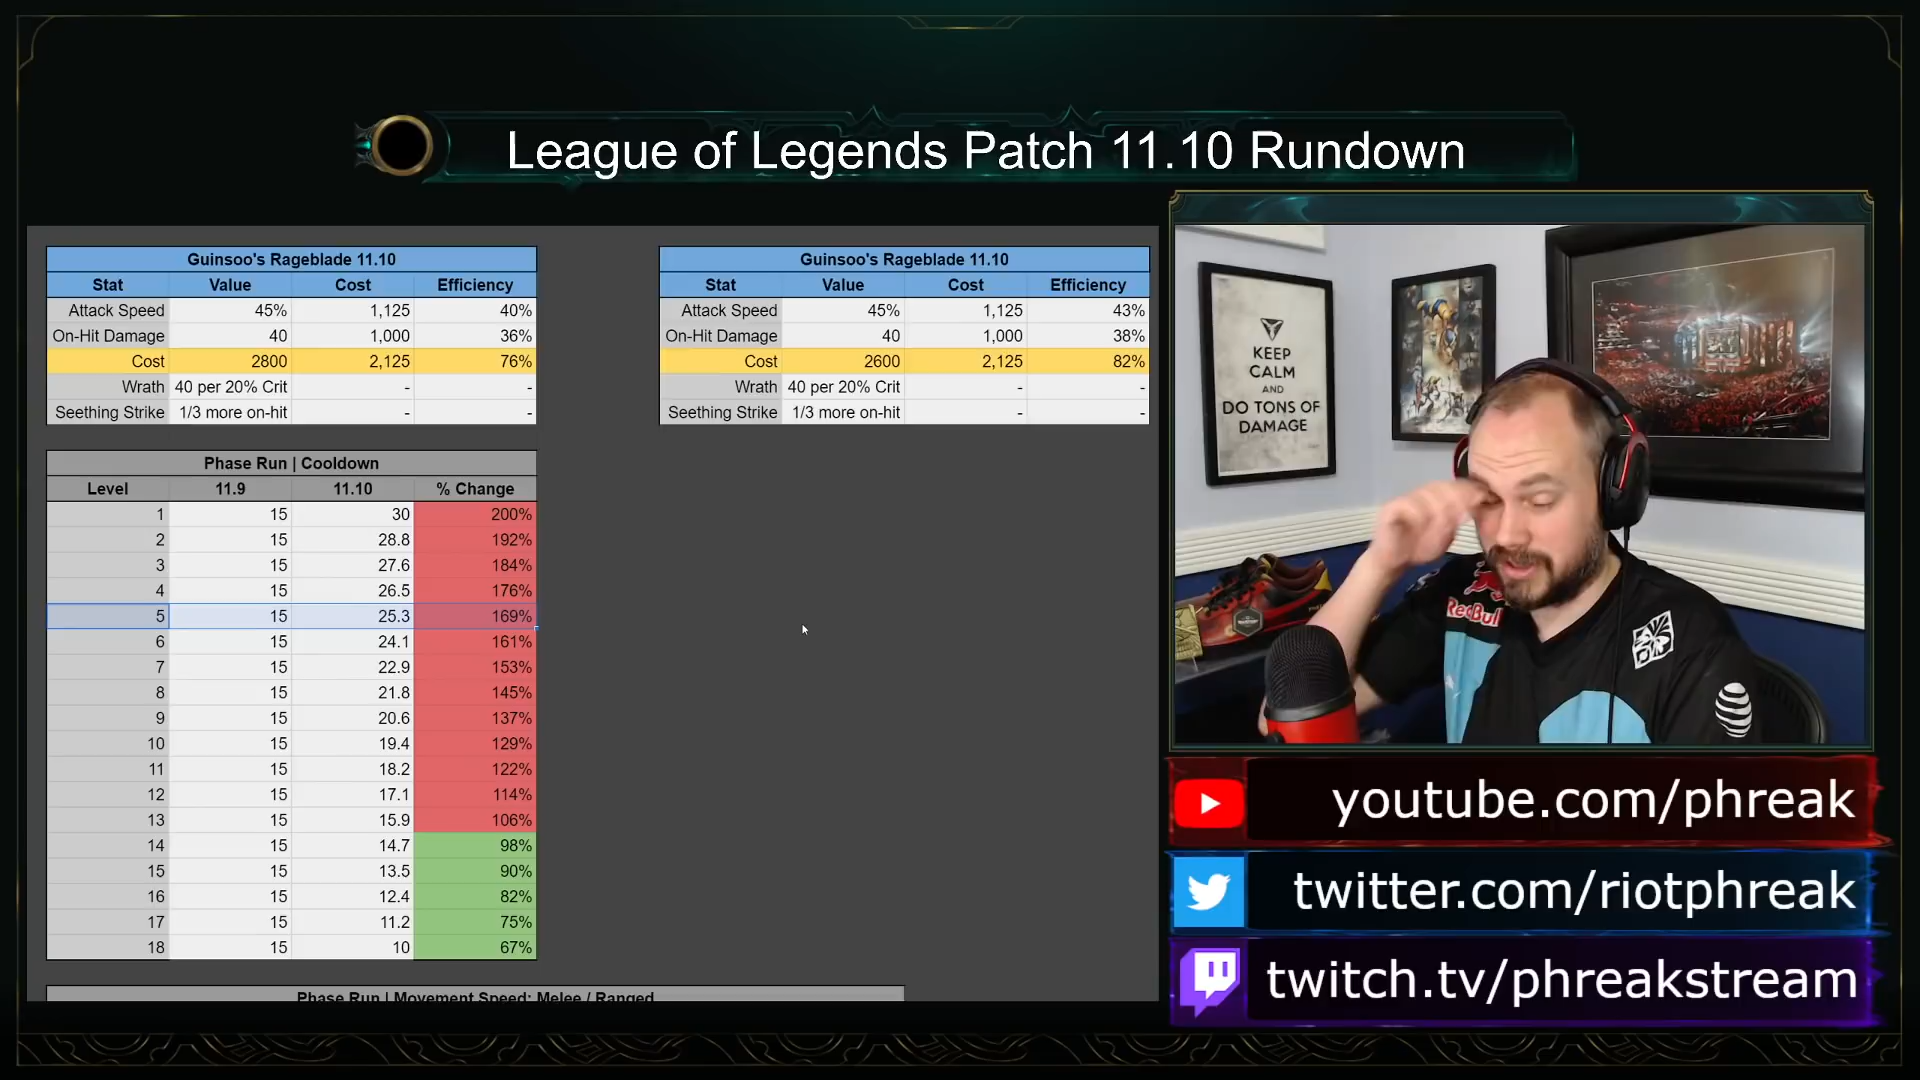 League of Legends Patch 11.10 Rundown
Guinsoo's Rageblade 11.10
Stat Value Cost Efficiency
Attack Speed 45% 1,125 40%
On-Hit Damage 40 1,000 36%
Cost 2800 2,125 76%
Wrath 40 per 20% Crit - -
Seething Strike 1/3 more on-hit - -
Guinsoo's Rageblade 11.10
Stat Value Cost Efficiency
Attack Speed 45% 1,125 43%
On-Hit Damage 40 1,000 38%
Cost 2600 2,125 82%
Wrath 40 per 20% Crit - -
Seething Strike 1/3 more on-hit - -
Phase Run | Cooldown
Level 11.9 11.10 % Change
1 15 30 200%
2 15 28.8 192%
3 15 27.6 184%
4 15 26.5 176%
5 15 25.3 169%
6 15 24.1 161%
7 15 22.9 153%
8 15 21.8 145%
9 15 20.6 137%
10 15 19.4 129%
11 15 18.2 122%
12 15 17.1 114%
13 15 15.9 106%
14 15 14.7 98%
15 15 13.5 90%
16 15 12.4 82%
17 15 11.2 75%
18 15 10 67%
Phase Run | Movement Speed: Melee / Ranged
KEEP
CALM
AND
DO TONS OF
DAMAGE
RedBull
AT&T
youtube.com/phreak
twitter.com/riotphreak
twitch.tv/phreakstream